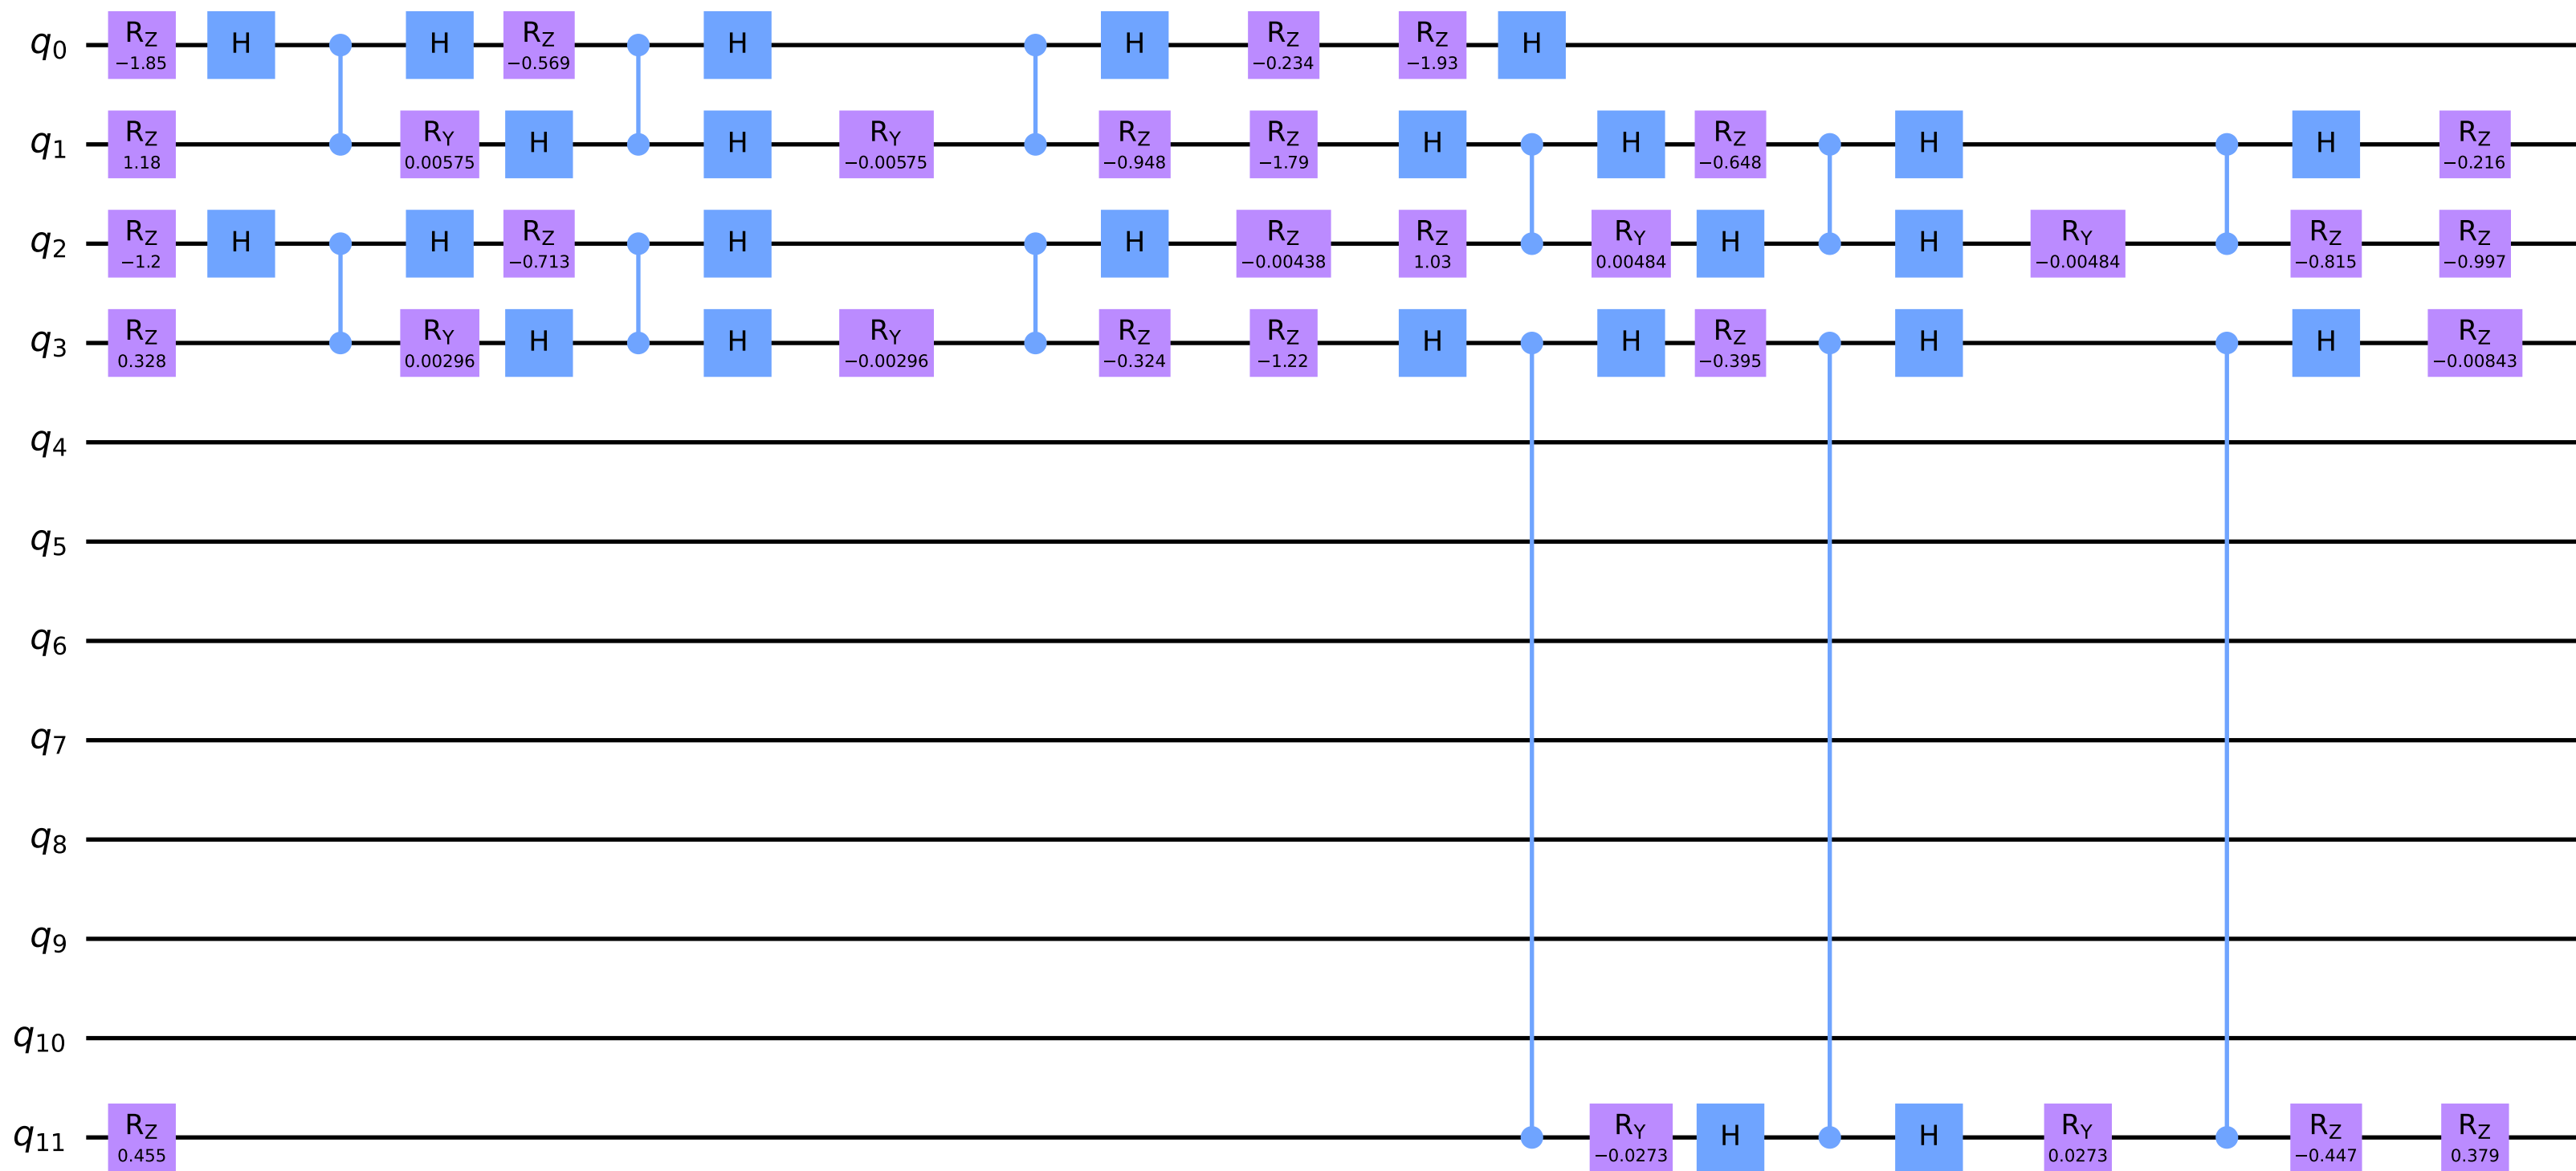 q0 RZ −1.85 H H RZ −0.569 H H RZ −0.234 RZ −1.93 H
q1 RZ 1.18 RY 0.00575 H H RY −0.00575 RZ −0.948 RZ −1.79 H H RZ −0.648 H H RZ −0.216
q2 RZ −1.2 H H RZ −0.713 H H RZ −0.00438 RZ 1.03 RY 0.00484 H H RY −0.00484 RZ −0.815 RZ −0.997
q3 RZ 0.328 RY 0.00296 H H RY −0.00296 RZ −0.324 RZ −1.22 H H RZ −0.395 H H RZ −0.00843
q4
q5
q6
q7
q8
q9
q10
q11 RZ 0.455 RY −0.0273 H H RY 0.0273 RZ −0.447 RZ 0.379